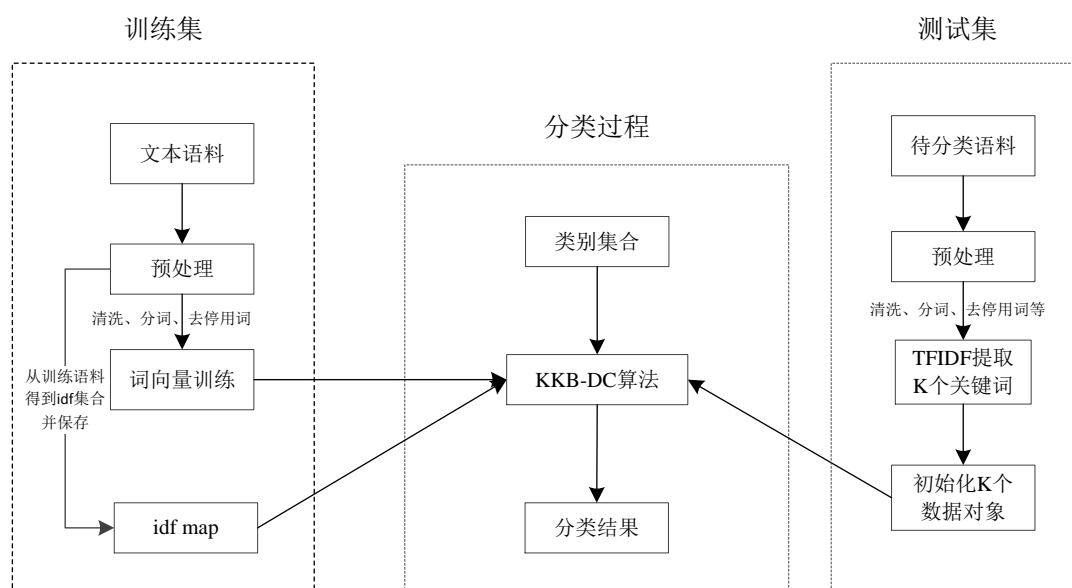 训练集
文本语料
预处理
清洗、分词、去停用词
从训练语料
得到idf集合
并保存
词向量训练
idf map
分类过程
类别集合
KKB-DC算法
分类结果
测试集
待分类语料
预处理
清洗、分词、去停用词等
TFIDF提取
K个关键词
初始化K个
数据对象